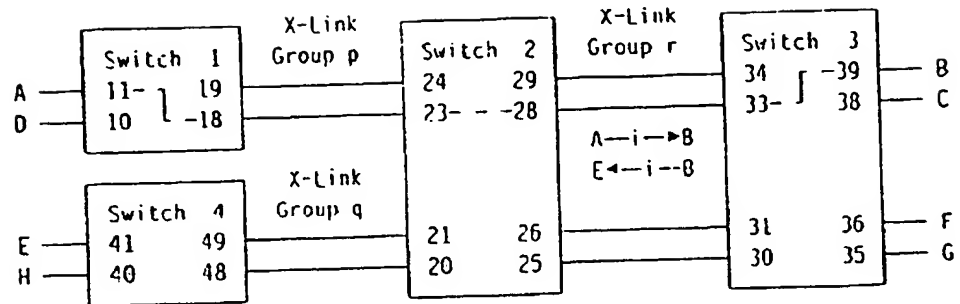 X-Link
Group p
X-Link
Group r
Switch 1
11- 19
10 -18
A
D
Switch 2
24 29
23- - -28
21 26
20 25
Switch 3
34 -39
33- 38
31 36
30 35
B
C
F
G
A—i—►B
E◄—i--B
X-Link
Group q
Switch 4
41 49
40 48
E
H